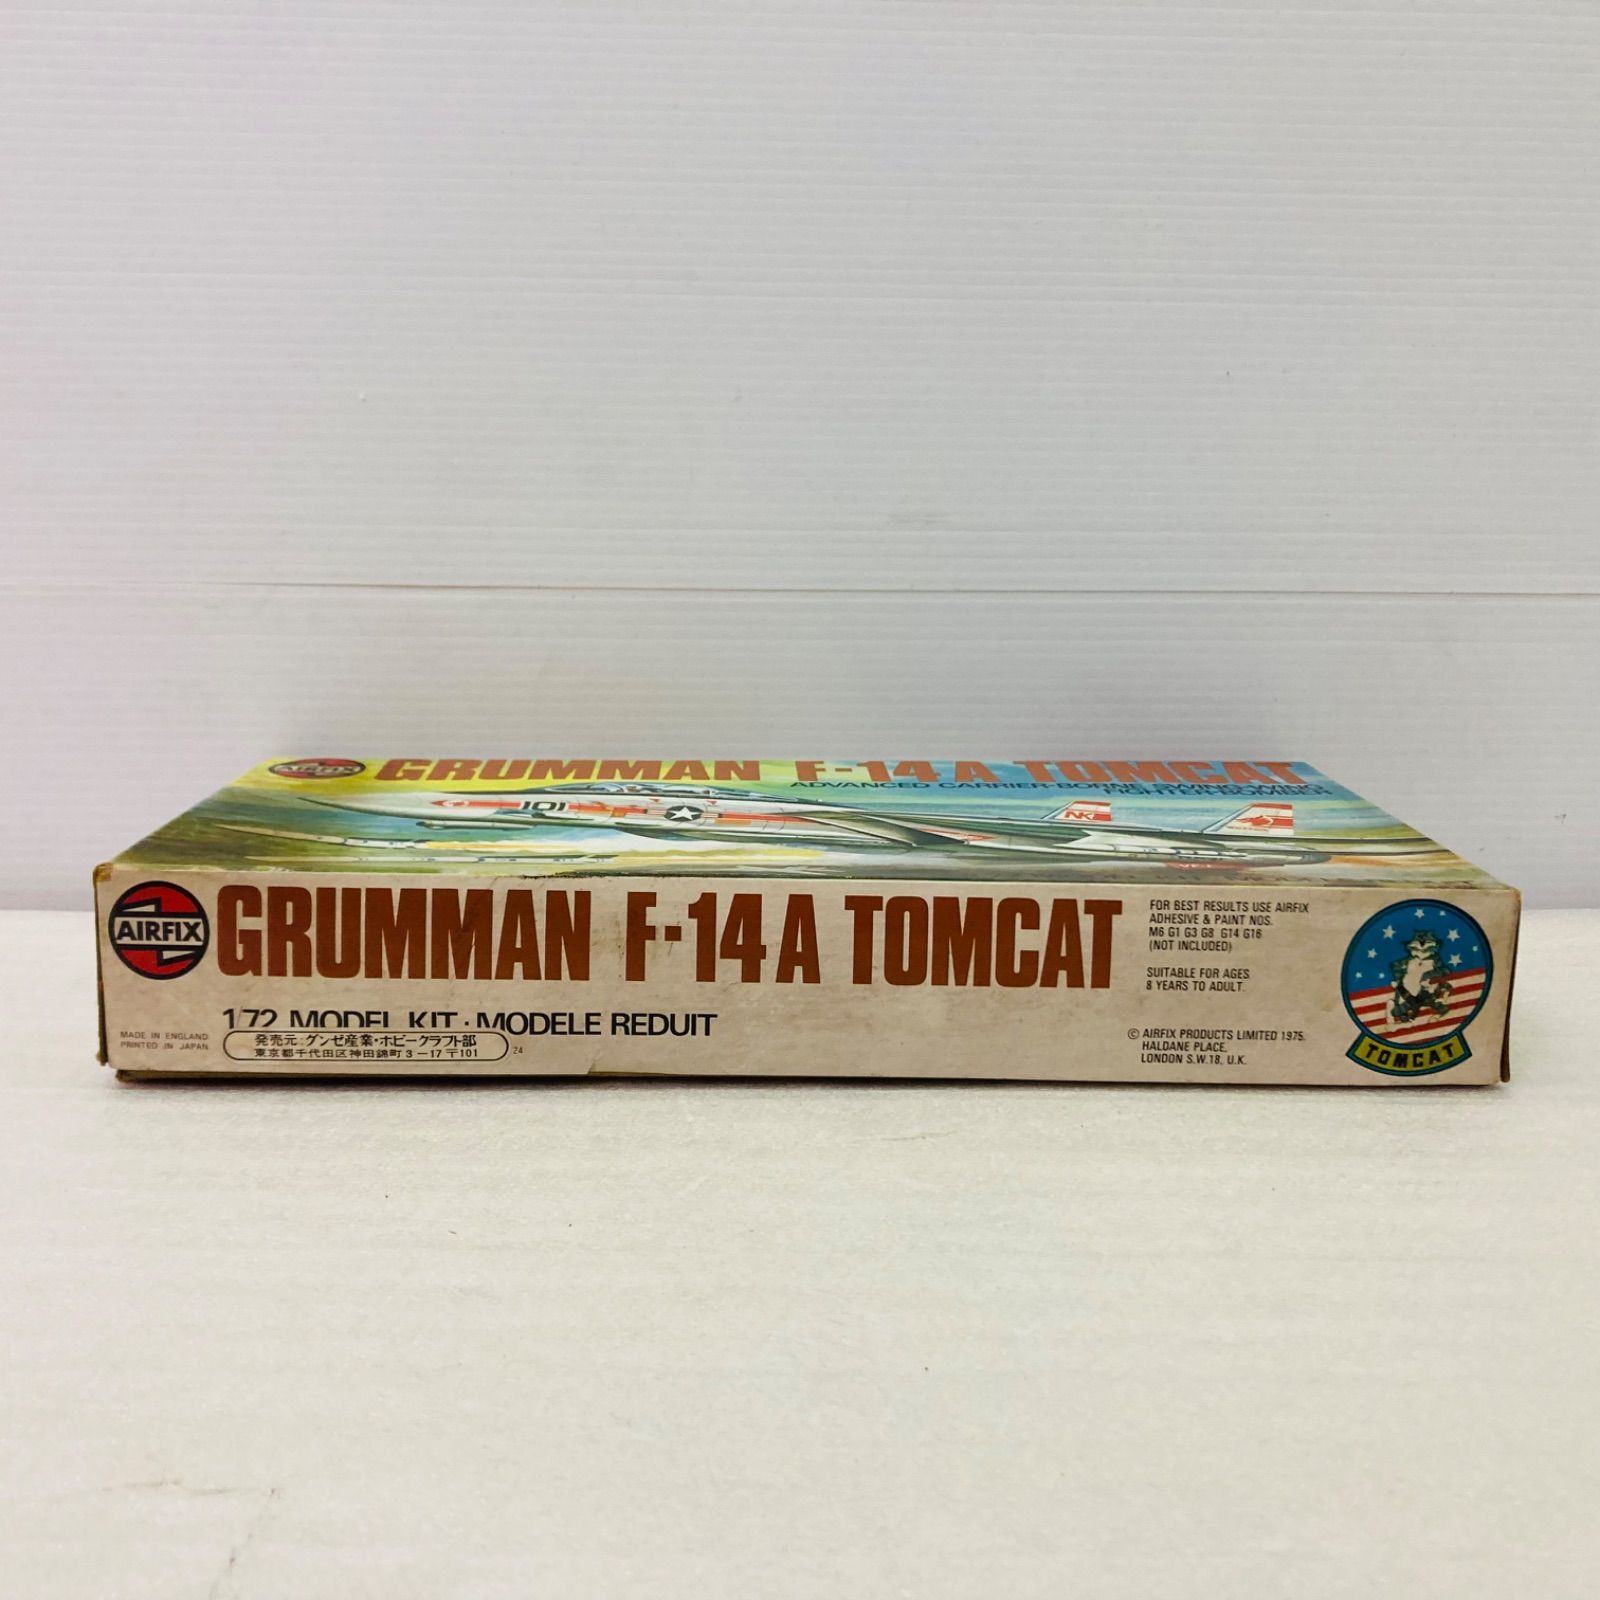 AIRFIX
GRUMMAN F-14A TOMCAT
ADVANCED CARRIER-BORNE SWING-WING
FIGHTER-BOMBER
101
NK
AIRFIX
GRUMMAN F-14A TOMCAT
1/72 MODEL KIT · MODELE REDUIT
MADE IN ENGLAND
PRINTED IN JAPAN
発売元:グンゼ産業・ホビークラフト部
東京都千代田区神田錦町3-17〒101
24
FOR BEST RESULTS USE AIRFIX
ADHESIVE & PAINT NOS.
M6 G1 G3 G8 G14 G16
(NOT INCLUDED)
SUITABLE FOR AGES
8 YEARS TO ADULT.
© AIRFIX PRODUCTS LIMITED 1975.
HALDANE PLACE,
LONDON S.W.18, U.K.
TOMCAT